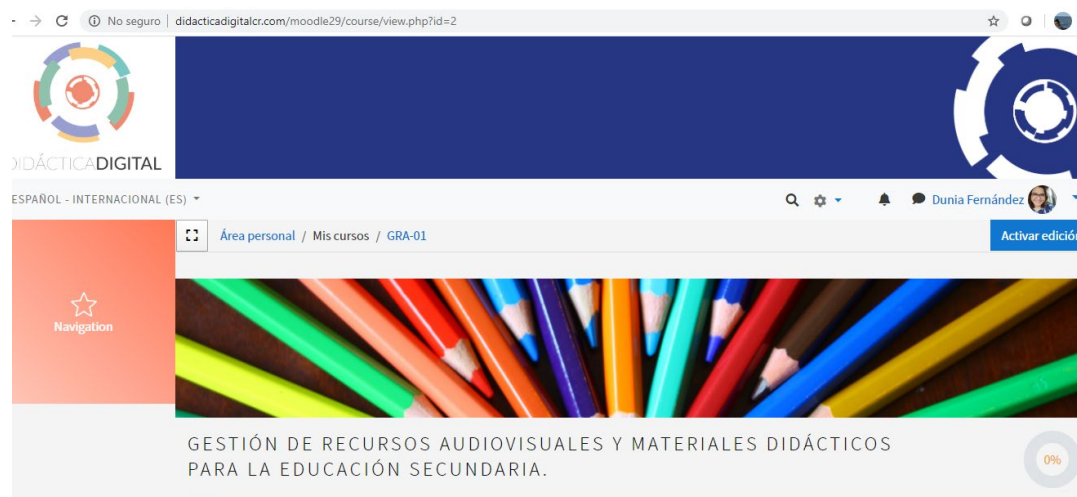 No seguro | didacticadigitalcr.com/moodle29/course/view.php?id=2
DIDÁCTICADIGITAL
ESPAÑOL - INTERNACIONAL (ES)
Dunia Fernández
Área personal / Mis cursos / GRA-01
Activar edición
Navigation
GESTIÓN DE RECURSOS AUDIOVISUALES Y MATERIALES DIDÁCTICOS
PARA LA EDUCACIÓN SECUNDARIA.
0%